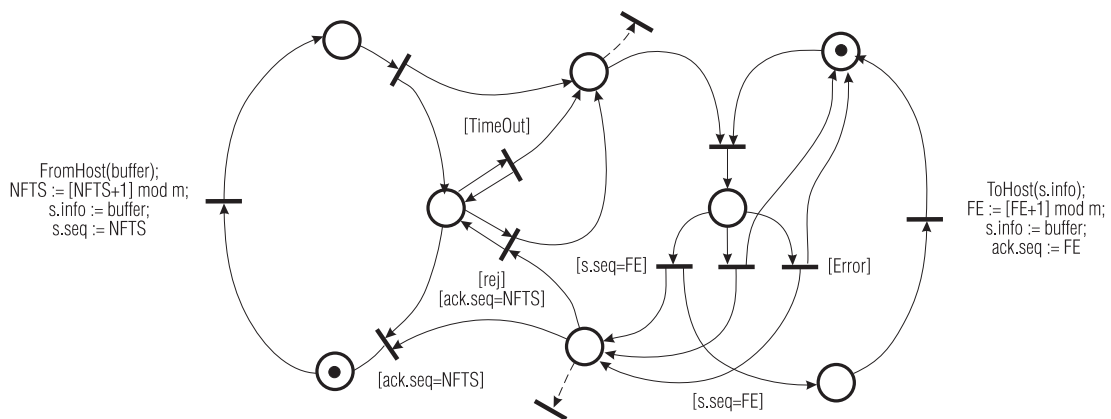 [TimeOut]
FromHost(buffer);
NFTS := [NFTS+1] mod m;
s.info := buffer;
s.seq := NFTS
ToHost(s.info);
FE := [FE+1] mod m;
s.info := buffer;
ack.seq := FE
[s.seq=FE]
[Error]
[rej]
[ack.seq=NFTS]
[ack.seq=NFTS]
[s.seq=FE]